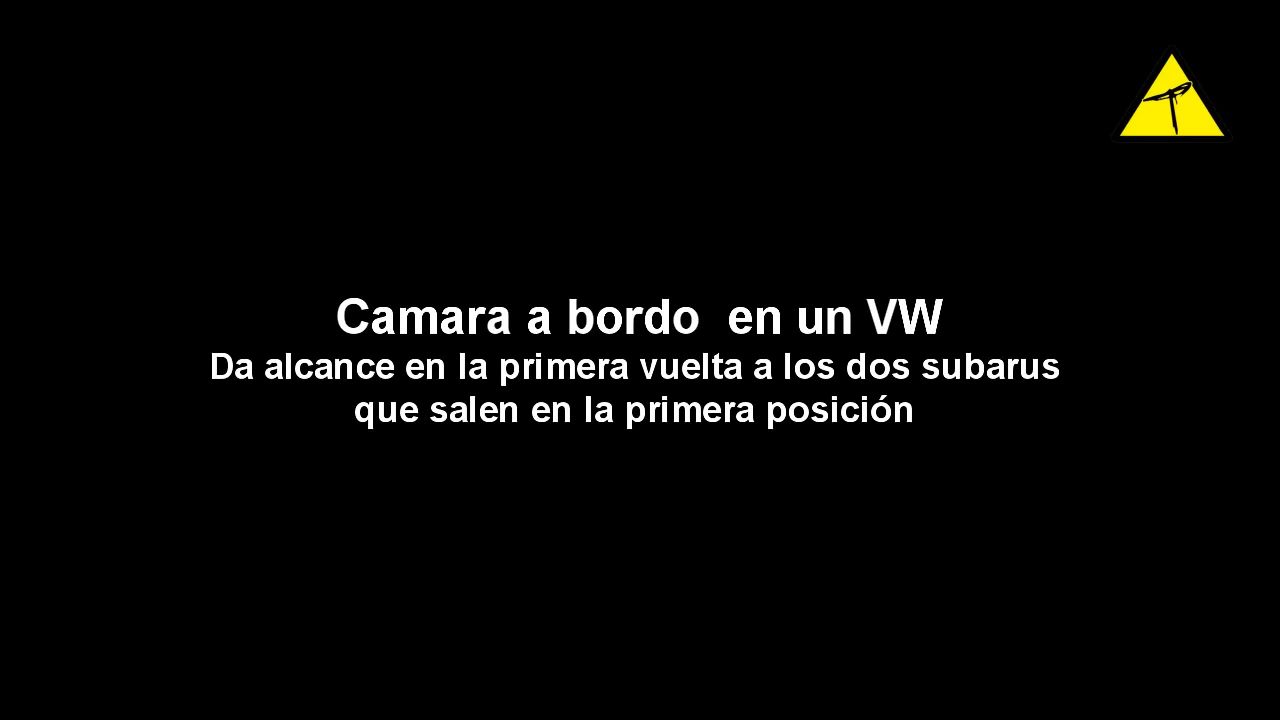 Camara a bordo  en un VW
Da alcance en la primera vuelta a los dos subarus
que salen en la primera posición